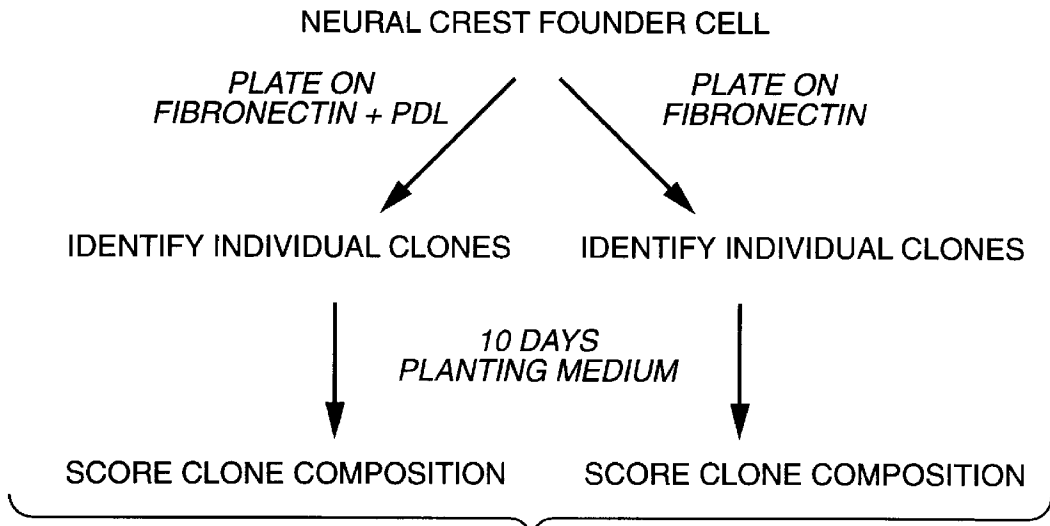 NEURAL CREST FOUNDER CELL
PLATE ON
FIBRONECTIN + PDL
PLATE ON
FIBRONECTIN
IDENTIFY INDIVIDUAL CLONES
IDENTIFY INDIVIDUAL CLONES
10 DAYS
PLANTING MEDIUM
SCORE CLONE COMPOSITION
SCORE CLONE COMPOSITION